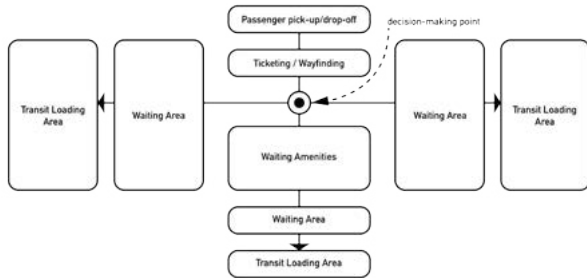 Passenger pick-up/drop-off
decision-making point
Ticketing / Wayfinding
Transit Loading
Area
Waiting Area
Waiting Amenities
Waiting Area
Transit Loading
Area
Waiting Area
Transit Loading Area